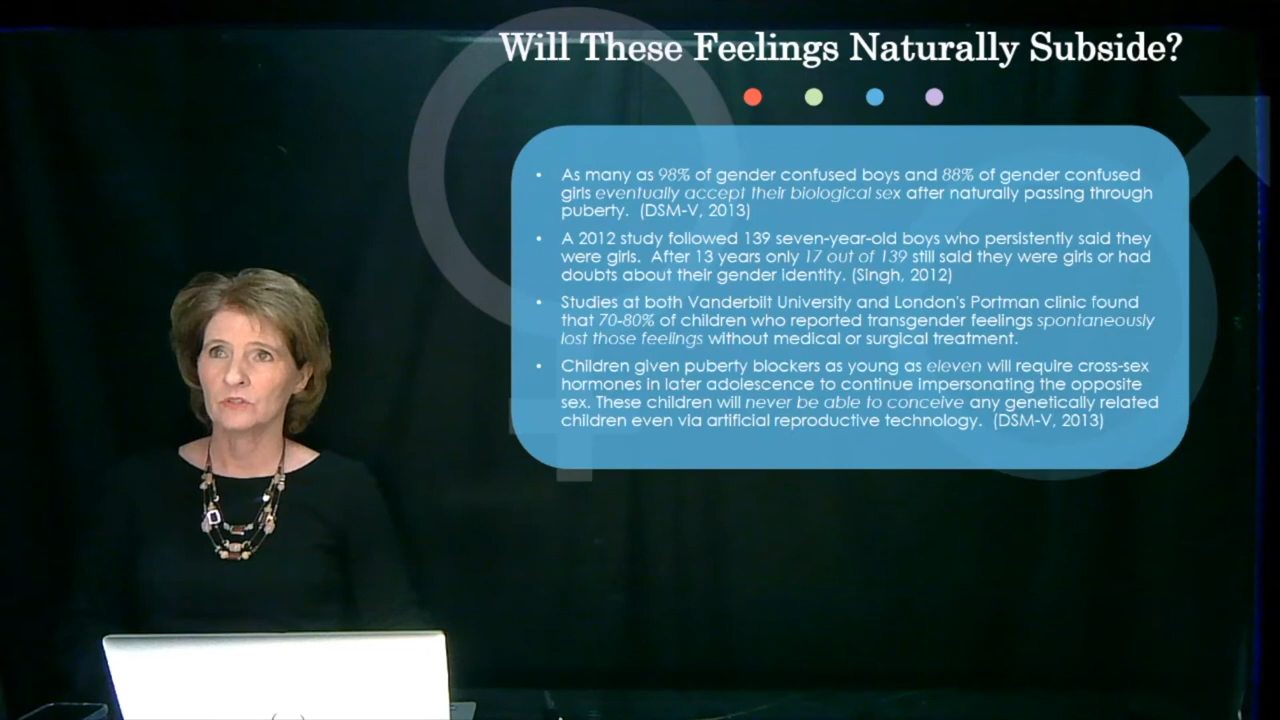 Will These Feelings Naturally Subside?
• As many as 98% of gender confused boys and 88% of gender confused
girls eventually accept their biological sex after naturally passing through
puberty. (DSM-V, 2013)
• A 2012 study followed 139 seven-year-old boys who persistently said they
were girls. After 13 years only 17 out of 139 still said they were girls or had
doubts about their gender identity. (Singh, 2012)
• Studies at both Vanderbilt University and London's Portman clinic found
that 70-80% of children who reported transgender feelings spontaneously
lost those feelings without medical or surgical treatment.
• Children given puberty blockers as young as eleven will require cross-sex
hormones in later adolescence to continue impersonating the opposite
sex. These children will never be able to conceive any genetically related
children even via artificial reproductive technology. (DSM-V, 2013)